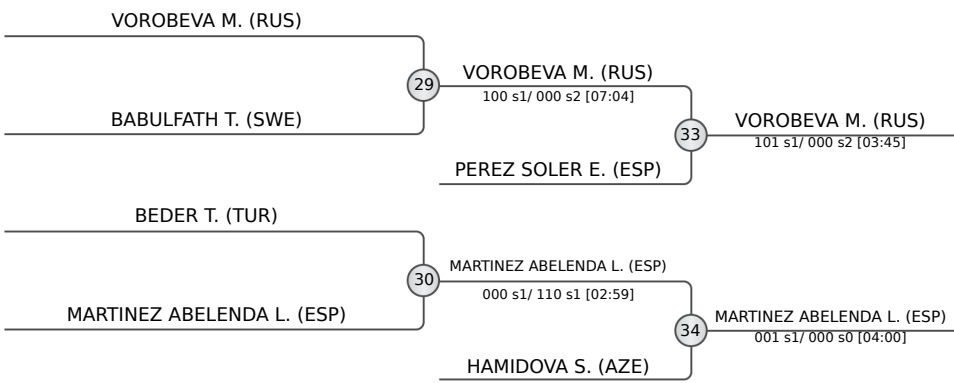 VOROBEVA M. (RUS)
29
VOROBEVA M. (RUS)
100 s1/ 000 s2 [07:04]
BABULFATH T. (SWE)
33
VOROBEVA M. (RUS)
101 s1/ 000 s2 [03:45]
PEREZ SOLER E. (ESP)
BEDER T. (TUR)
30
MARTINEZ ABELENDA L. (ESP)
000 s1/ 110 s1 [02:59]
MARTINEZ ABELENDA L. (ESP)
34
MARTINEZ ABELENDA L. (ESP)
001 s1/ 000 s0 [04:00]
HAMIDOVA S. (AZE)